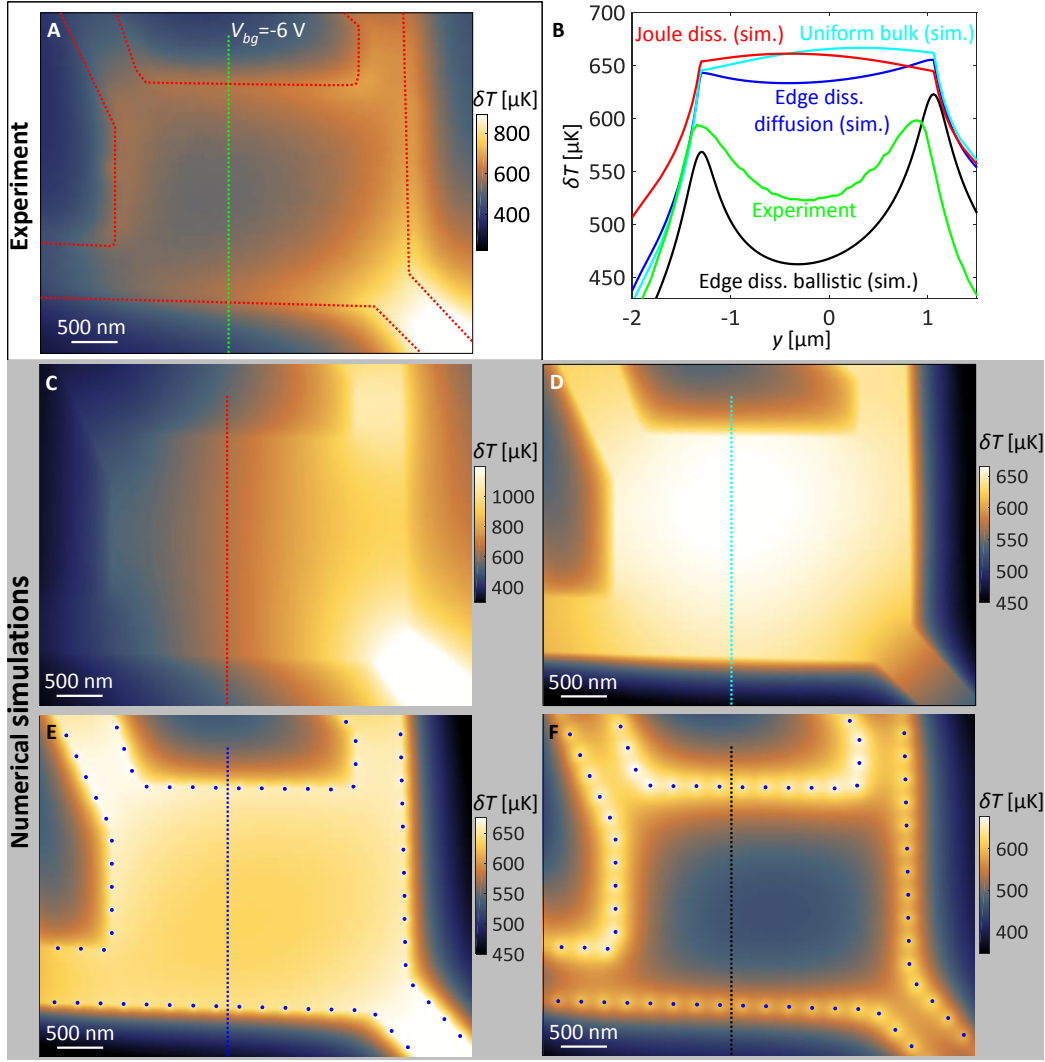 Experiment
A
V_bg=-6 V
δT [µK]
800
600
400
500 nm
B
700
650
600
550
500
450
δT [µK]
Joule diss. (sim.)
Uniform bulk (sim.)
Edge diss.
diffusion (sim.)
Experiment
Edge diss. ballistic (sim.)
-2
-1
0
1
y [µm]
Numerical simulations
C
500 nm
δT [µK]
1000
800
600
400
D
500 nm
δT [µK]
650
600
550
500
450
E
500 nm
δT [µK]
650
600
550
500
450
F
500 nm
δT [µK]
600
500
400